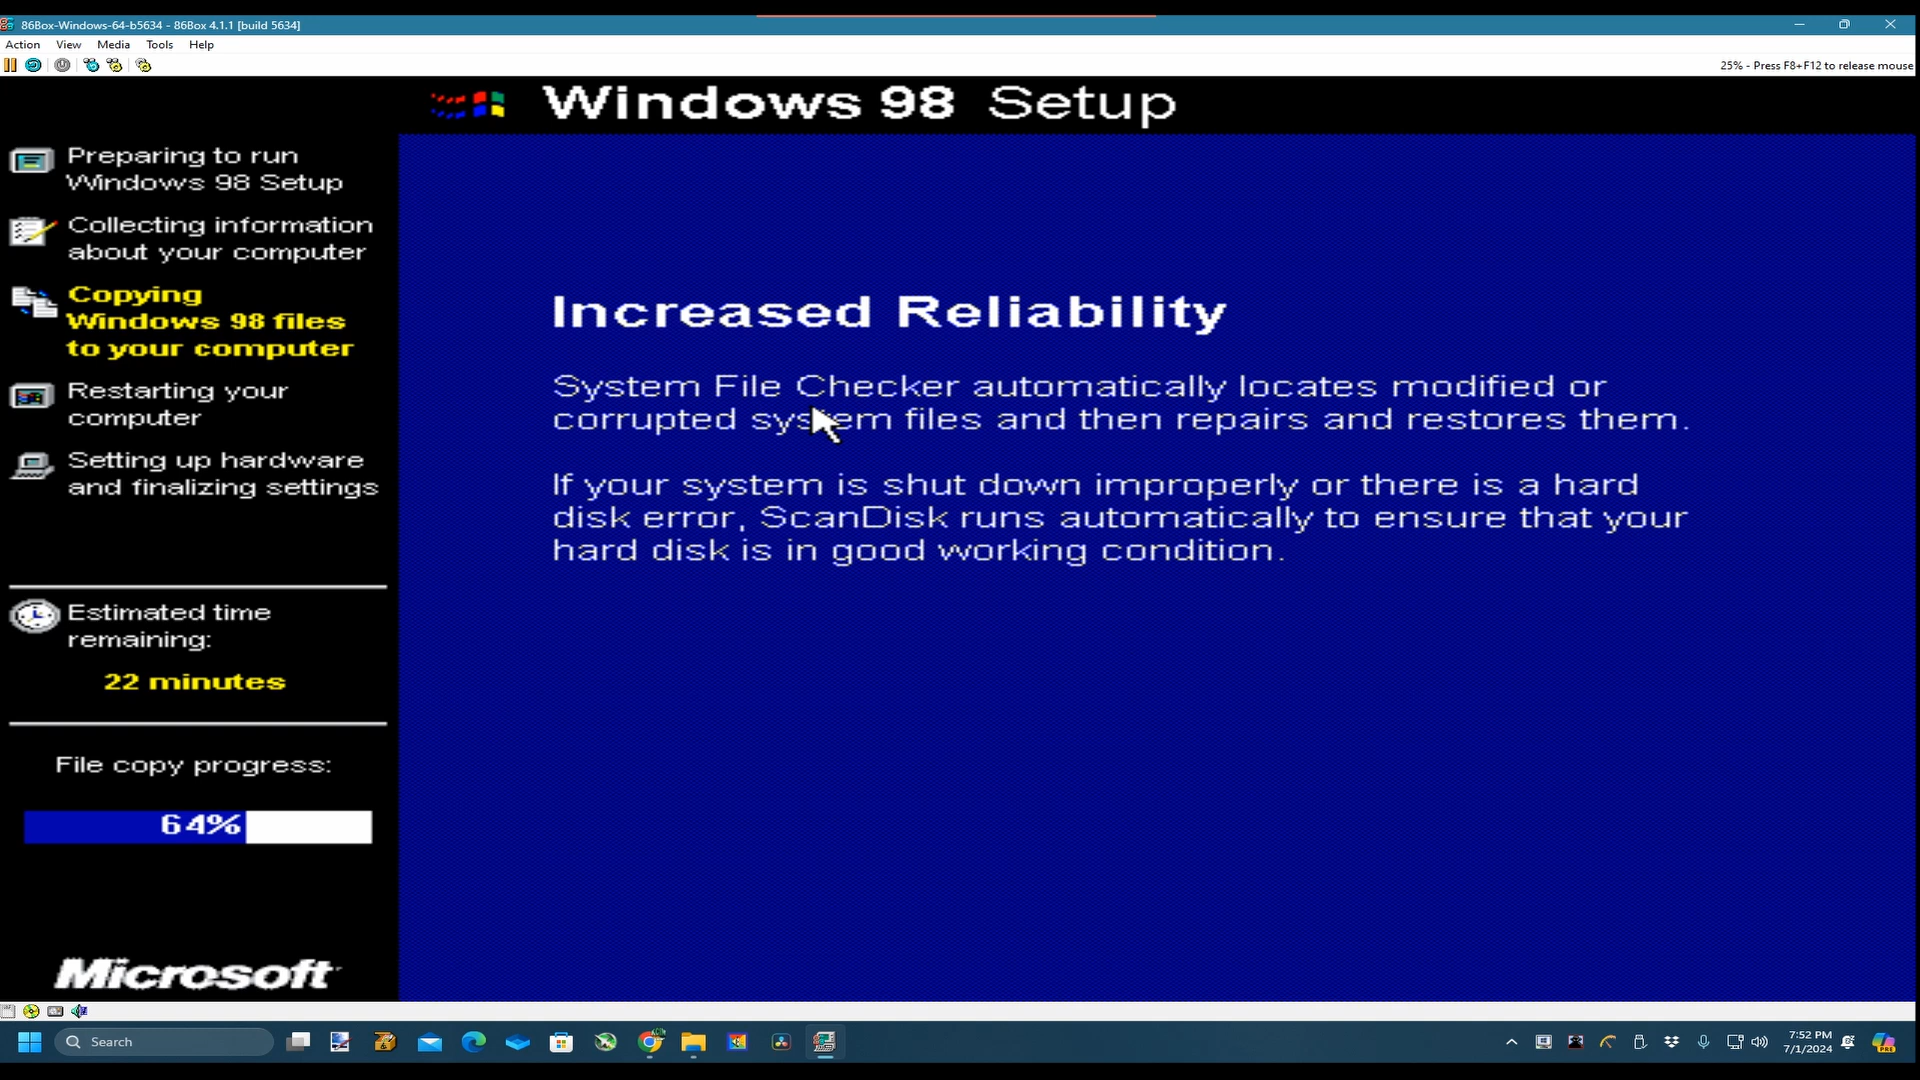 86Box-Windows-64-b5634 - 86Box 4.1.1 [build 5634]
Action View Media Tools Help
25% - Press F8+F12 to release mouse
Windows 98 Setup
Preparing to run
Windows 98 Setup
Collecting information
about your computer
Copying
Windows 98 files
to your computer
Restarting your
computer
Setting up hardware
and finalizing settings
Estimated time
remaining:
22 minutes
File copy progress:
64%
Microsoft
Increased Reliability
System File Checker automatically locates modified or
corrupted system files and then repairs and restores them.
If your system is shut down improperly or there is a hard
disk error, ScanDisk runs automatically to ensure that your
hard disk is in good working condition.
Search
7:52 PM
7/1/2024
PRE